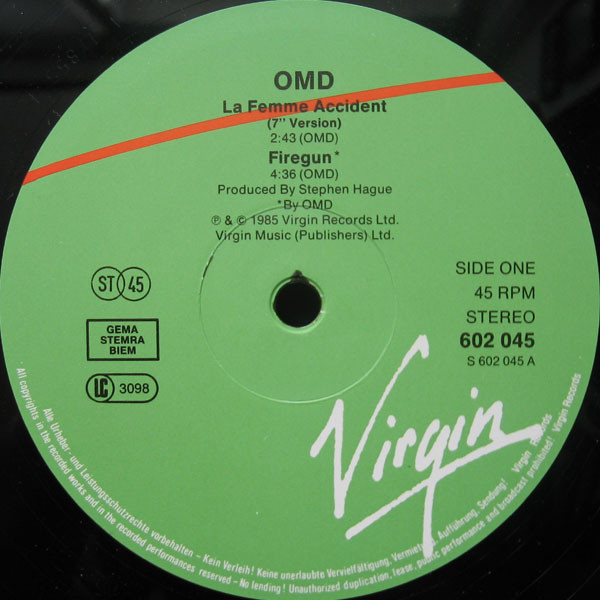 OMD
La Femme Accident
(7" Version)
2:43 (OMD)
Firegun*
4:36 (OMD)
Produced By Stephen Hague
*By OMD
℗ & © 1985 Virgin Records Ltd.
Virgin Music (Publishers) Ltd.
ST 45
GEMA
STEMRA
BIEM
LC 3098
SIDE ONE
45 RPM
STEREO
602 045
S 602 045 A
Virgin
Alle Urheber- und Leistungsschutzrechte vorbehalten – Kein Verleih! Keine unerlaubte Vervielfältigung, Vermietung, Aufführung, Sendung! Virgin Records
All copyrights in the recorded works and in the recorded performances reserved – No lending! Unauthorized duplication, lease, public performance and broadcast prohibited! Virgin Records